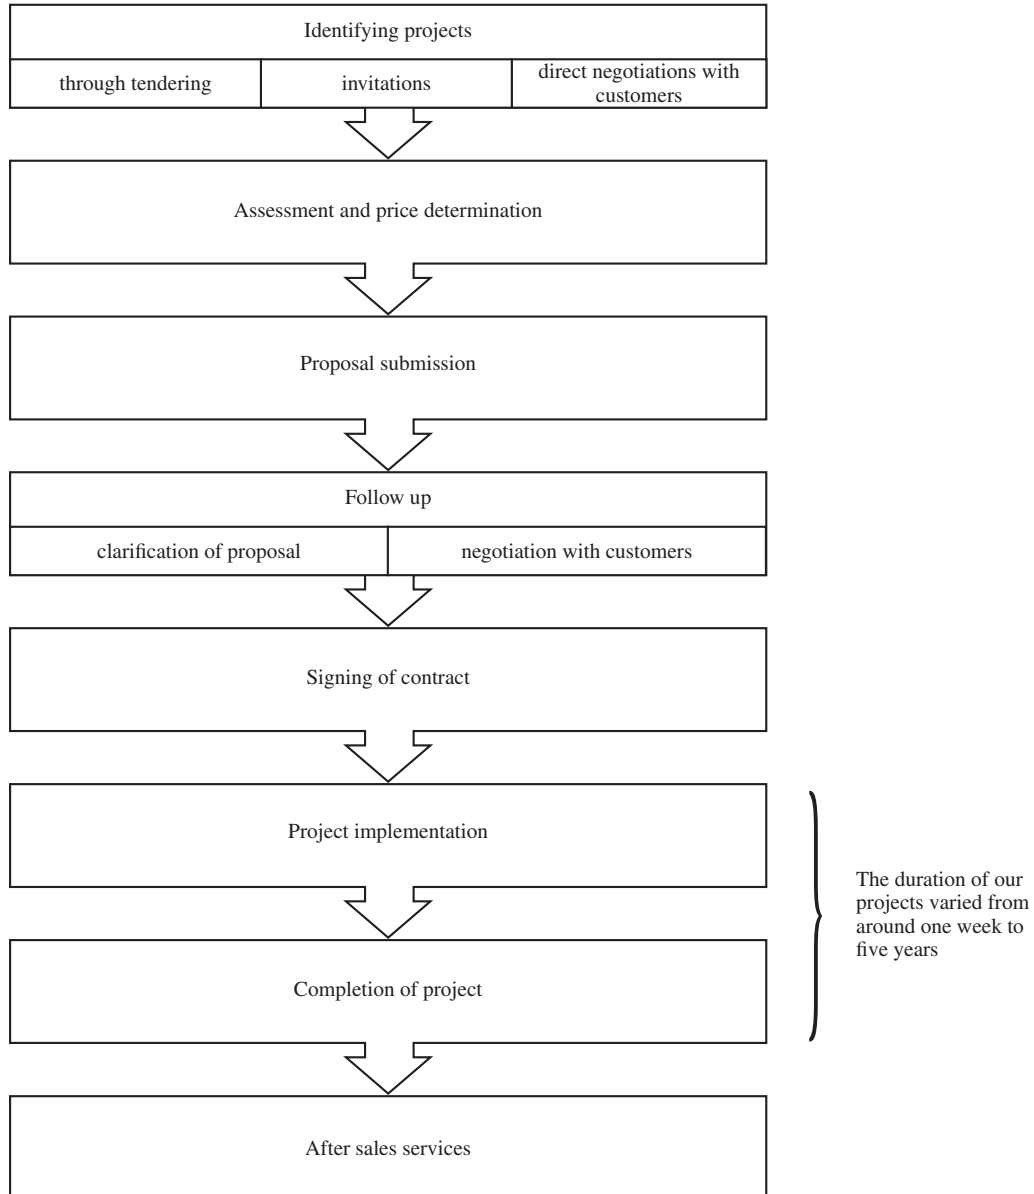 Identifying projects
through tendering
invitations
direct negotiations with
customers
Assessment and price determination
Proposal submission
Follow up
clarification of proposal
negotiation with customers
Signing of contract
Project implementation
The duration of our
projects varied from
around one week to
five years
Completion of project
After sales services